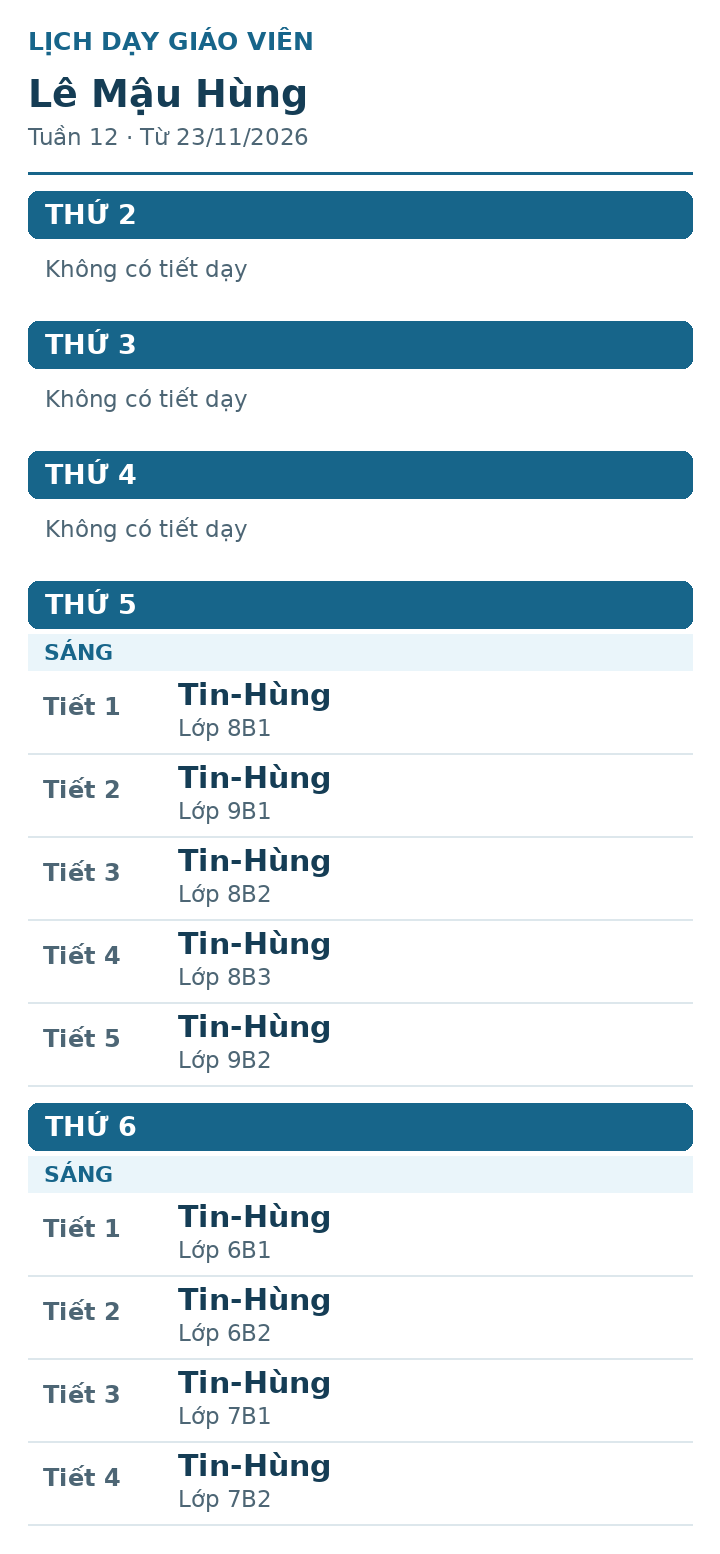 LỊCH DẠY GIÁO VIÊN
Lê Mậu Hùng
Tuần 12 · Từ 23/11/2026
THỨ 2
Không có tiết dạy
THỨ 3
Không có tiết dạy
THỨ 4
Không có tiết dạy
THỨ 5
SÁNG
Tiết 1 Tin-Hùng
Lớp 8B1
Tiết 2 Tin-Hùng
Lớp 9B1
Tiết 3 Tin-Hùng
Lớp 8B2
Tiết 4 Tin-Hùng
Lớp 8B3
Tiết 5 Tin-Hùng
Lớp 9B2
THỨ 6
SÁNG
Tiết 1 Tin-Hùng
Lớp 6B1
Tiết 2 Tin-Hùng
Lớp 6B2
Tiết 3 Tin-Hùng
Lớp 7B1
Tiết 4 Tin-Hùng
Lớp 7B2